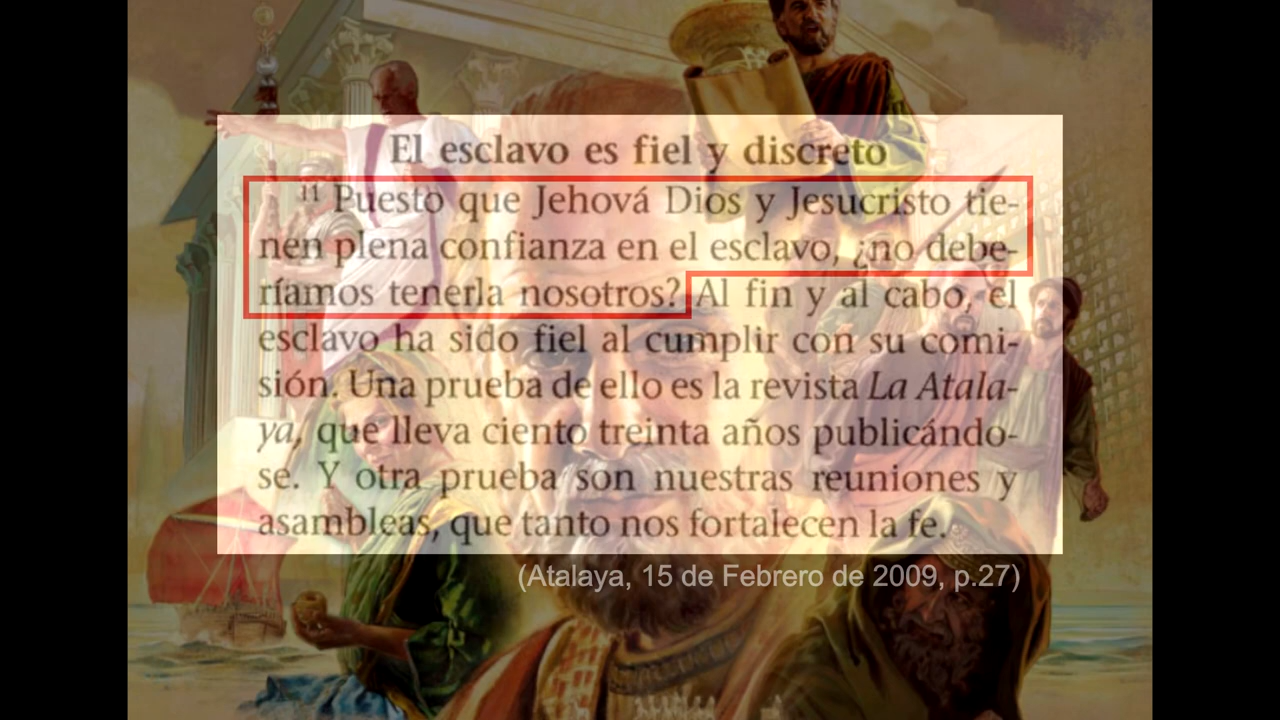 El esclavo es fiel y discreto
¹¹ Puesto que Jehová Dios y Jesucristo tie-
nen plena confianza en el esclavo, ¿no debe-
ríamos tenerla nosotros? Al fin y al cabo, el
esclavo ha sido fiel al cumplir con su comi-
sión. Una prueba de ello es la revista La Atala-
ya, que lleva ciento treinta años publicándo-
se. Y otra prueba son nuestras reuniones y
asambleas, que tanto nos fortalecen la fe.
(Atalaya, 15 de Febrero de 2009, p.27)